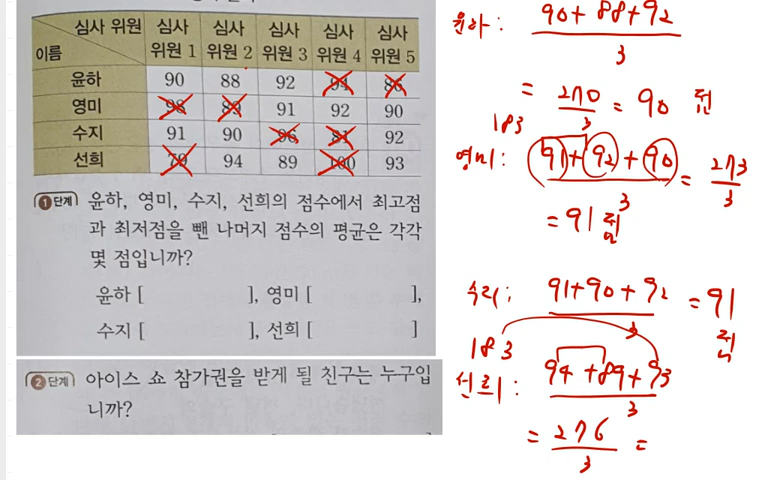 심사 위원 심사 심사 심사 심사 심사
이름 위원 1 위원 2 위원 3 위원 4 위원 5
윤하 90 88 92 94 86
영미 98 89 91 92 90
수지 91 90 96 81 92
선희 79 94 89 100 93
1 단계 윤하, 영미, 수지, 선희의 점수에서 최고점
과 최저점을 뺀 나머지 점수의 평균은 각각
몇 점입니까?
윤하 [ ], 영미 [ ],
수지 [ ], 선희 [ ]
2 단계 아이스 쇼 참가권을 받게 될 친구는 누구입
니까?
윤하 : 90 + 88 + 92
3
= 270 = 90 점
3
183
영미 : 91 + 92 + 90 = 273
3 3
= 91 점
수지 : 91 + 90 + 92 = 91 점
3
183
선희 : 94 + 89 + 93
3
= 276 =
3